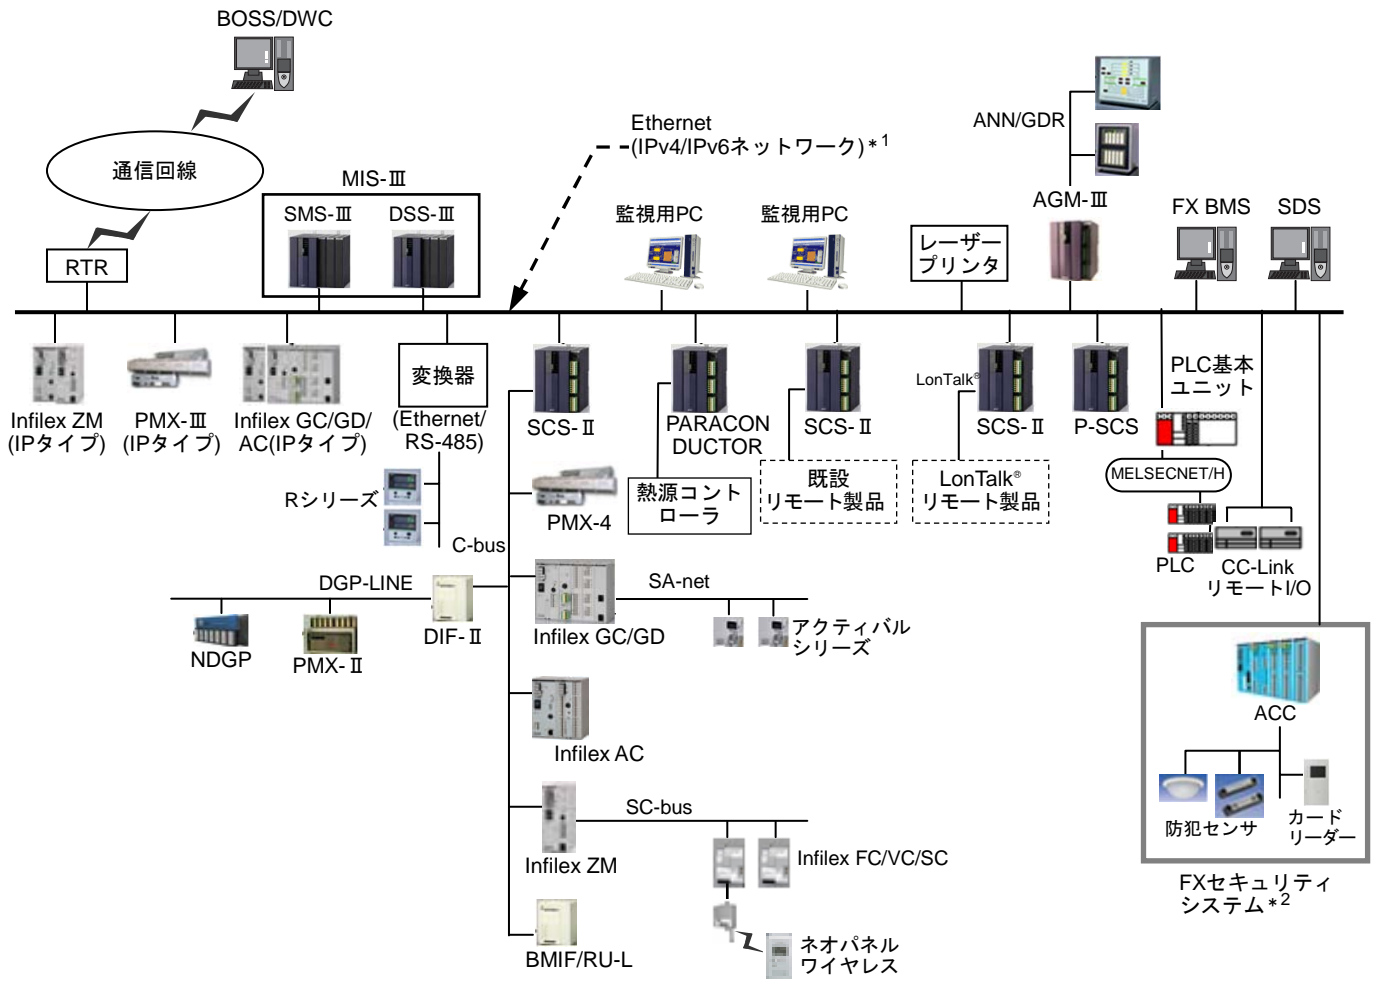 BOSS/DWC
通信回線
RTR
MIS-Ⅲ
SMS-Ⅲ
DSS-Ⅲ
Ethernet
(IPv4/IPv6ネットワーク)*1
監視用PC
監視用PC
レーザー
プリンタ
ANN/GDR
AGM-Ⅲ
FX BMS
SDS
Infilex ZM
(IPタイプ)
PMX-Ⅲ
(IPタイプ)
Infilex GC/GD/
AC(IPタイプ)
変換器
(Ethernet/
RS-485)
Rシリーズ
C-bus
SCS-Ⅱ
PARACON
DUCTOR
熱源コント
ローラ
SCS-Ⅱ
既設
リモート製品
LonTalk®
SCS-Ⅱ
LonTalk®
リモート製品
P-SCS
PLC基本
ユニット
MELSECNET/H
PLC
CC-Link
リモートI/O
PMX-4
DGP-LINE
NDGP
PMX-Ⅱ
DIF-Ⅱ
Infilex GC/GD
SA-net
アクティバル
シリーズ
Infilex AC
Infilex ZM
SC-bus
Infilex FC/VC/SC
BMIF/RU-L
ネオパネル
ワイヤレス
ACC
防犯センサ
カード
リーダー
FXセキュリティ
システム*2